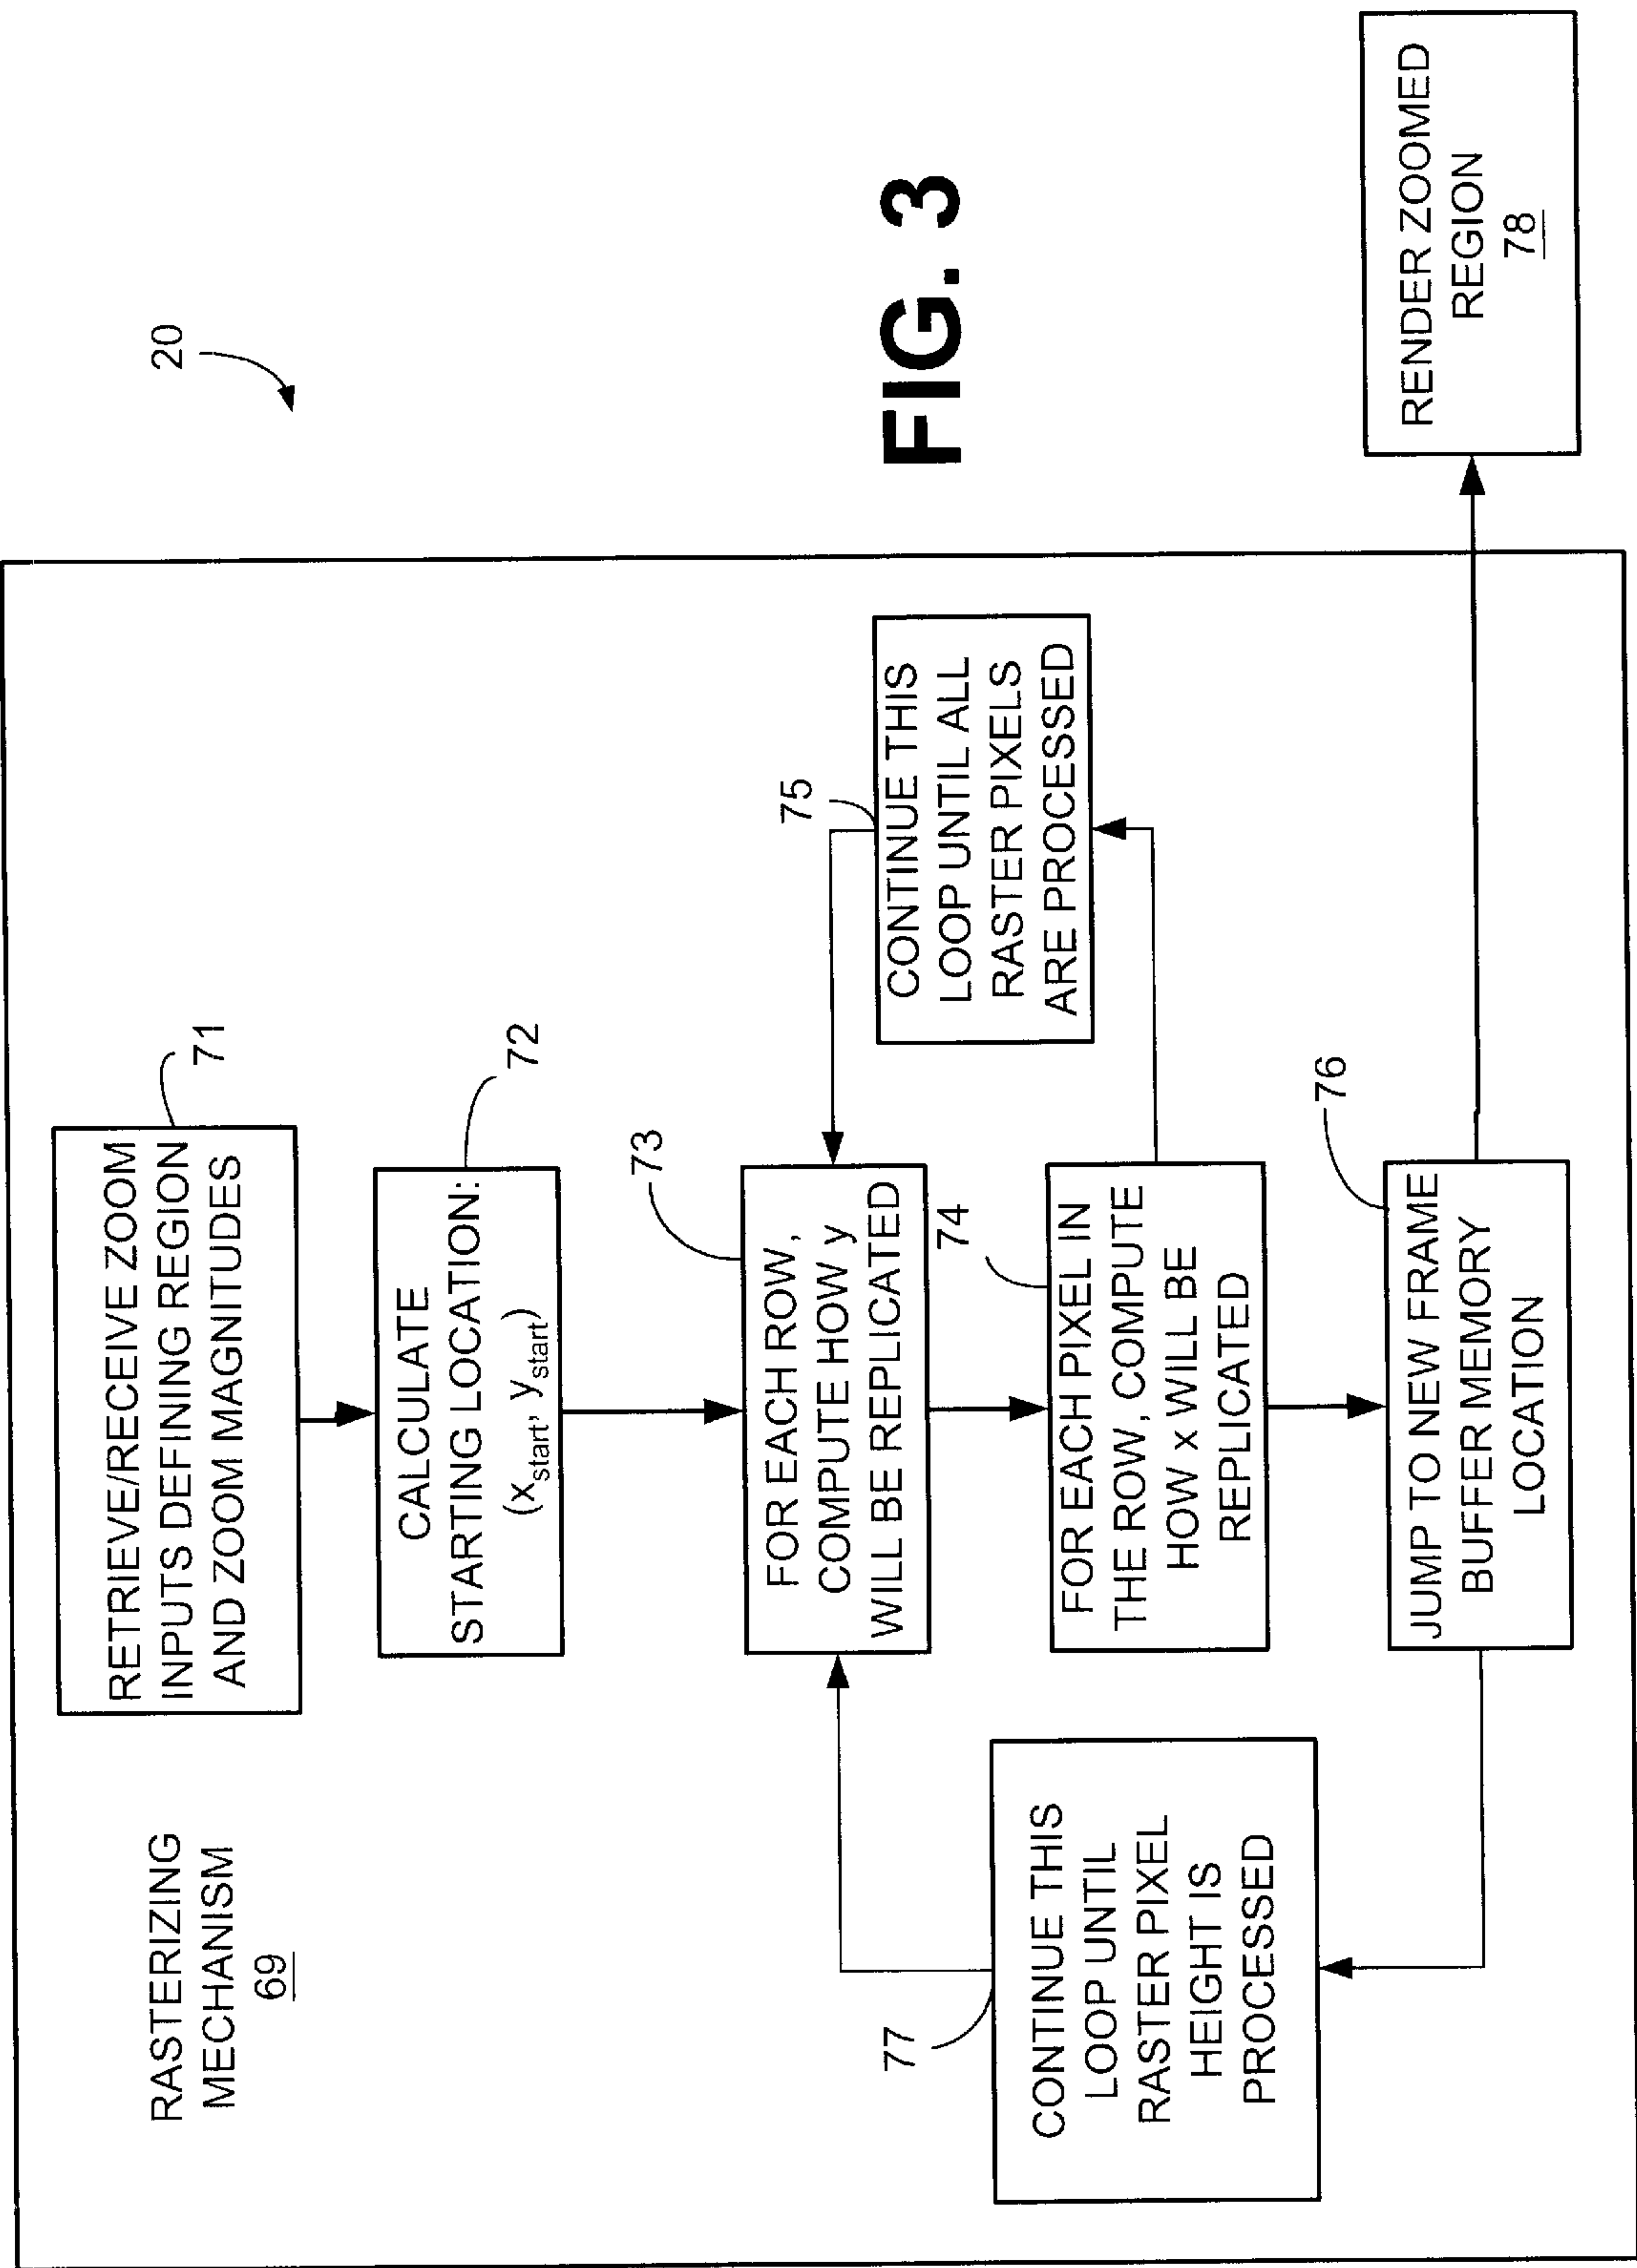 20
RASTERIZING
MECHANISM
69
RETRIEVE/RECEIVE ZOOM
INPUTS DEFINING REGION
AND ZOOM MAGNITUDES
71
CALCULATE
STARTING LOCATION:
(xstart, ystart)
72
FOR EACH ROW,
COMPUTE HOW y
WILL BE REPLICATED
73
FOR EACH PIXEL IN
THE ROW, COMPUTE
HOW x WILL BE
REPLICATED
74
CONTINUE THIS
LOOP UNTIL ALL
RASTER PIXELS
ARE PROCESSED
75
JUMP TO NEW FRAME
BUFFER MEMORY
LOCATION
76
CONTINUE THIS
LOOP UNTIL
RASTER PIXEL
HEIGHT IS
PROCESSED
77
RENDER ZOOMED
REGION
78
FIG. 3